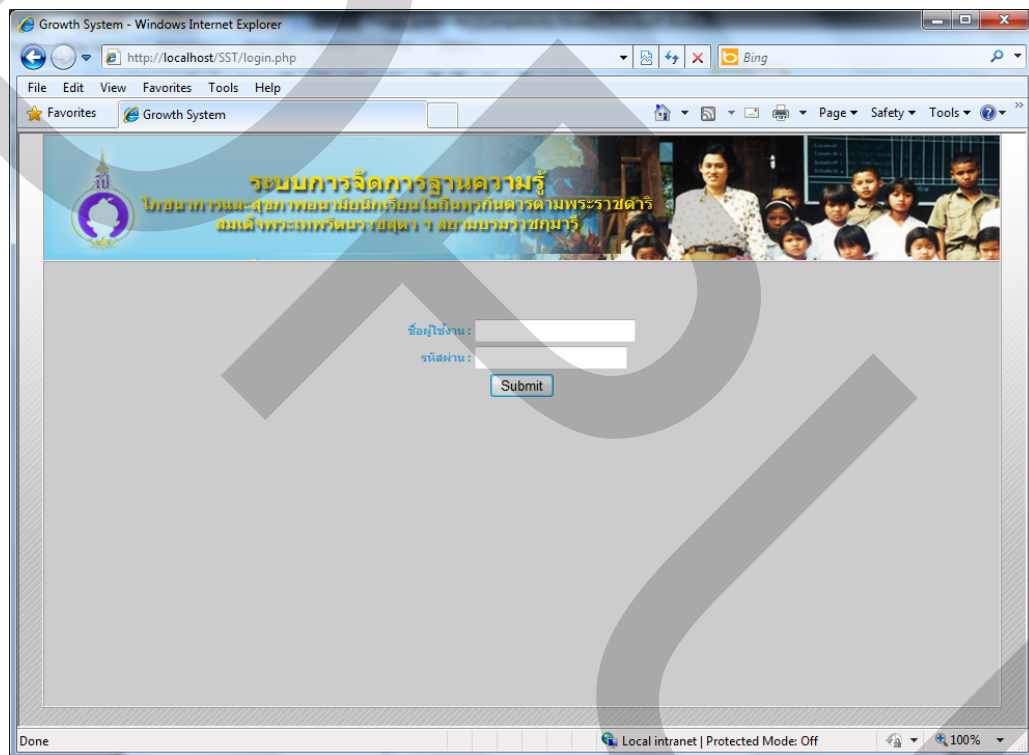 Growth System - Windows Internet Explorer
http://localhost/SST/login.php
Bing
File Edit View Favorites Tools Help
Favorites
Growth System
Page Safety Tools
ระบบการจัดการฐานความรู้
โภชนาการและสุขภาพอนามัยนักเรียนในถิ่นทุรกันดารตามพระราชดำริ
สมเด็จพระเทพรัตนราชสุดา ฯ สยามบรมราชกุมารี
ชื่อผู้ใช้งาน :
รหัสผ่าน :
Submit
Done
Local intranet | Protected Mode: Off
100%